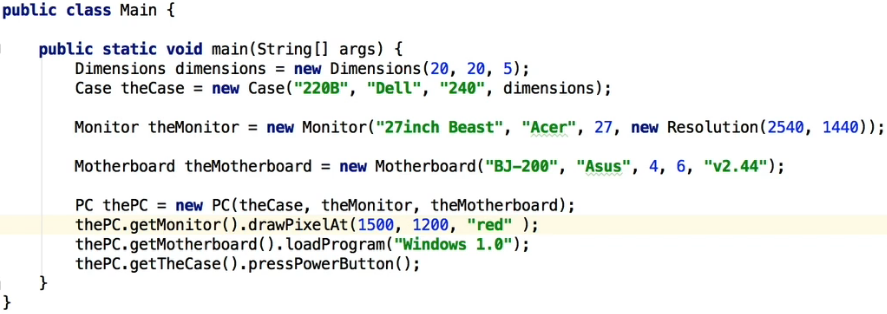 public class Main {
public static void main(String[] args) {
Dimensions dimensions = new Dimensions(20, 20, 5);
Case theCase = new Case("220B", "Dell", "240", dimensions);
Monitor theMonitor = new Monitor("27inch Beast", "Acer", 27, new Resolution(2540, 1440));
Motherboard theMotherboard = new Motherboard("BJ-200", "Asus", 4, 6, "v2.44");
PC thePC = new PC(theCase, theMonitor, theMotherboard);
thePC.getMonitor().drawPixelAt(1500, 1200, "red" );
thePC.getMotherboard().loadProgram("Windows 1.0");
thePC.getTheCase().pressPowerButton();
}
}